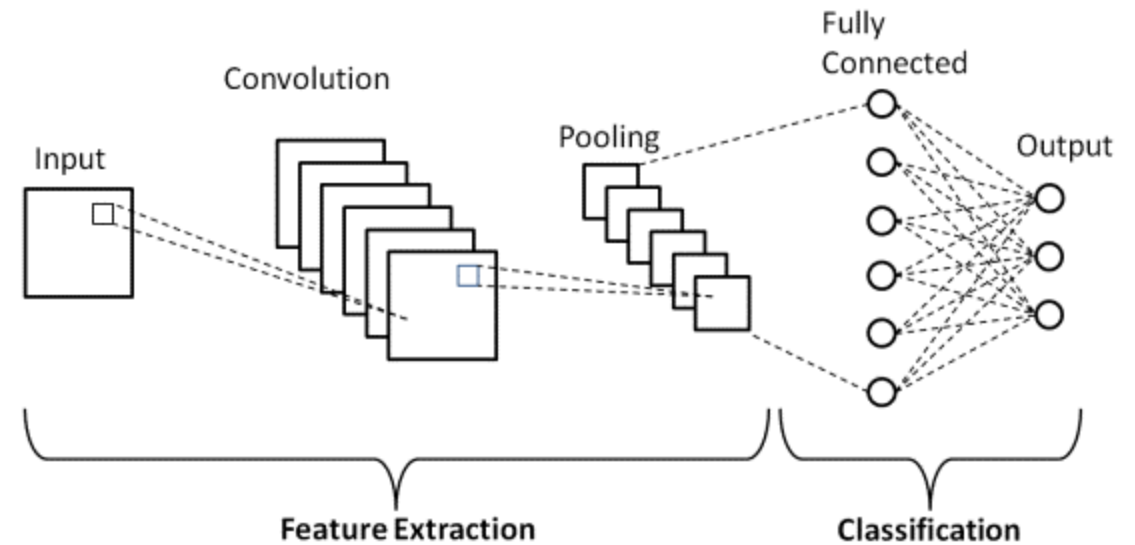 Input
Convolution
Pooling
Fully
Connected
Output
Feature Extraction
Classification